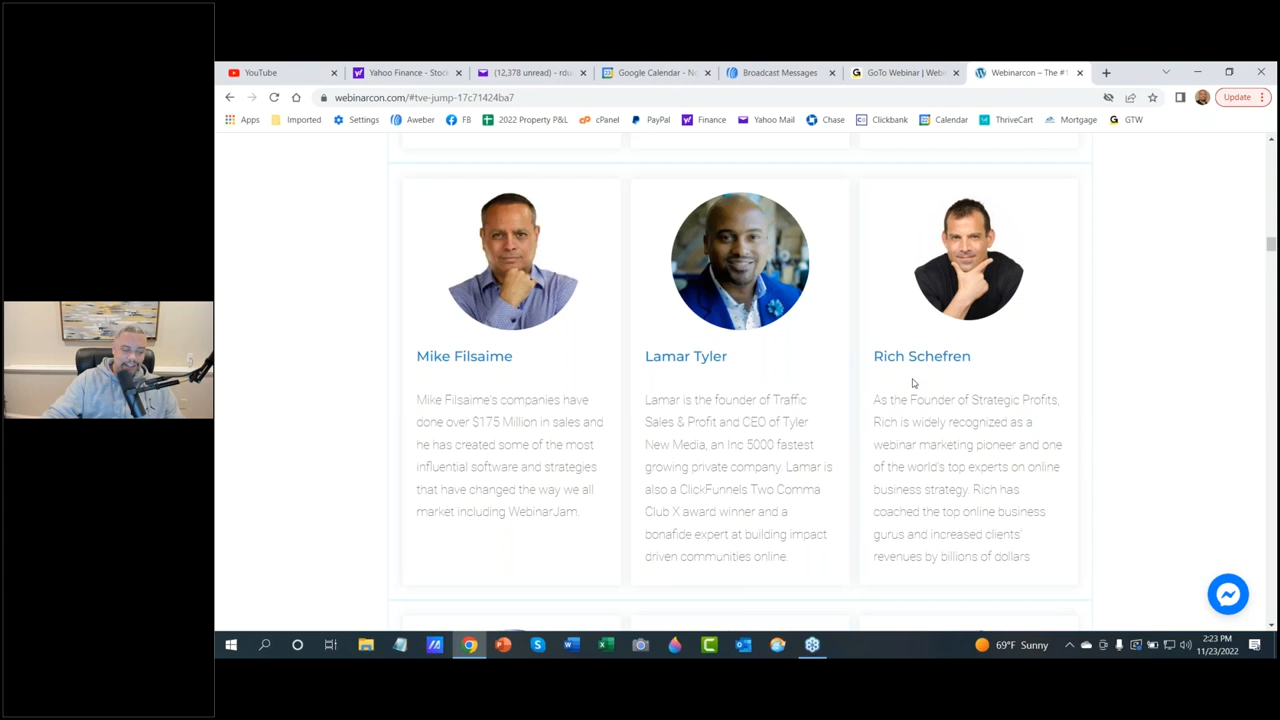 YouTube
Yahoo Finance - Stock
(12,378 unread) - rdu
Google Calendar - No
Broadcast Messages
GoTo Webinar | Web
Webinarcon – The #1
webinarcon.com/#tve-jump-17c71424ba7
Update
Apps
Imported
Settings
Aweber
FB
2022 Property P&L
cPanel
PayPal
Finance
Yahoo Mail
Chase
Clickbank
Calendar
ThriveCart
Mortgage
GTW
Mike Filsaime
Mike Filsaime's companies have
done over $175 Million in sales and
he has created some of the most
influential software and strategies
that have changed the way we all
market including WebinarJam.
Lamar Tyler
Lamar is the founder of Traffic
Sales & Profit and CEO of Tyler
New Media, an Inc 5000 fastest
growing private company. Lamar is
also a ClickFunnels Two Comma
Club X award winner and a
bonafide expert at building impact
driven communities online.
Rich Schefren
As the Founder of Strategic Profits,
Rich is widely recognized as a
webinar marketing pioneer and one
of the world's top experts on online
business strategy. Rich has
coached the top online business
gurus and increased clients'
revenues by billions of dollars
69°F Sunny
2:23 PM
11/23/2022